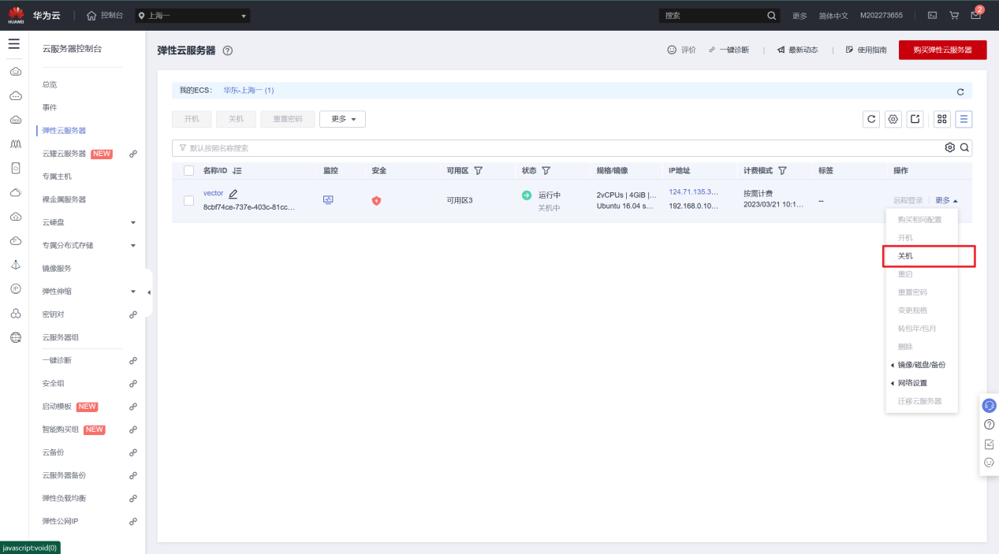 HUAWEI
华为云
控制台
上海一
搜索
更多
简体中文
M202273655
2
云服务器控制台
总览
事件
弹性云服务器
云耀云服务器 NEW
专属主机
裸金属服务器
云硬盘
专属分布式存储
镜像服务
弹性伸缩
密钥对
云服务器组
一键诊断
安全组
启动模板 NEW
智能购买组 NEW
云备份
云服务器备份
弹性负载均衡
弹性公网IP
javascript:void(0)
弹性云服务器
评价
一键诊断
最新动态
使用指南
购买弹性云服务器
我的ECS: 华东-上海一 (1)
开机
关机
重置密码
更多
默认按照名称搜索
名称/ID
监控
安全
可用区
状态
规格/镜像
IP地址
计费模式
标签
操作
vector
8cbf74ce-737e-403c-81cc...
可用区3
运行中
关机中
2vCPUs | 4GiB |...
Ubuntu 16.04 s...
124.71.135.3...
192.168.0.10...
按需计费
2023/03/21 10:1...
--
远程登录
更多
购买相同配置
开机
关机
重启
重置密码
变更规格
转包年/包月
删除
镜像/磁盘/备份
网络设置
迁移云服务器